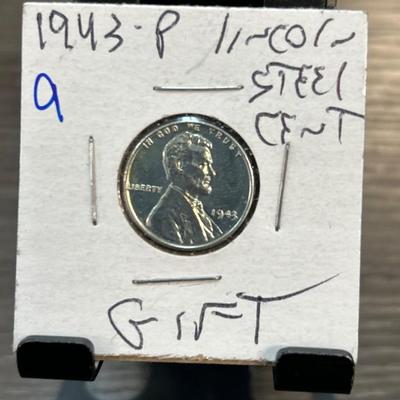 1943-P LINCOLN
STEEL
CENT
9
IN GOD WE TRUST
LIBERTY
1943
GIFT